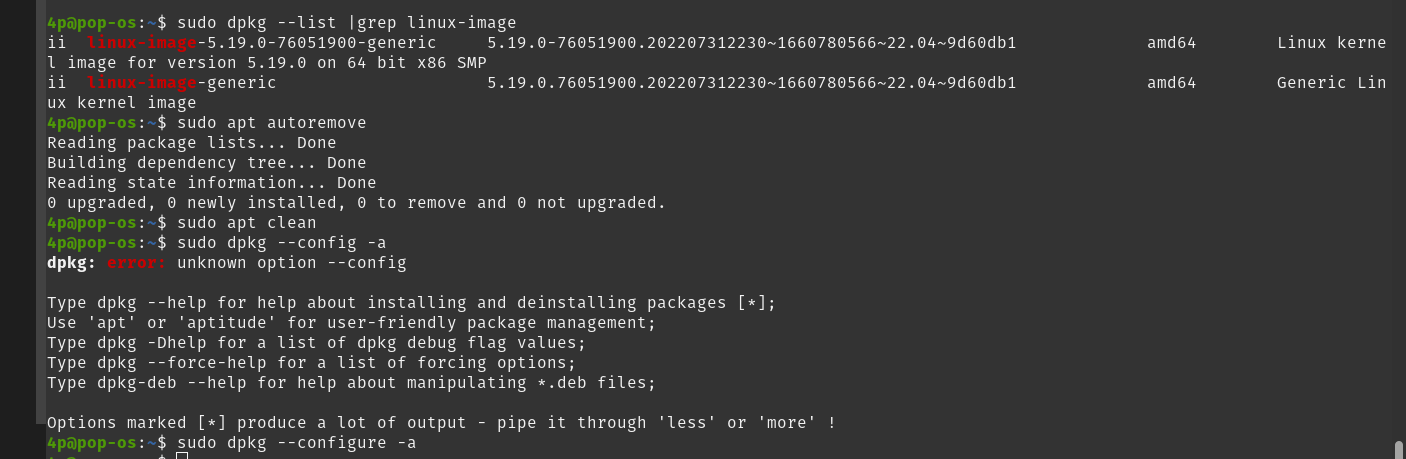 4p@pop-os:~$ sudo dpkg --list |grep linux-image
ii  linux-image-5.19.0-76051900-generic     5.19.0-76051900.202207312230~1660780566~22.04~9d60db1             amd64        Linux kerne
l image for version 5.19.0 on 64 bit x86 SMP
ii  linux-image-generic                     5.19.0.76051900.202207312230~1660780566~22.04~9d60db1             amd64        Generic Lin
ux kernel image
4p@pop-os:~$ sudo apt autoremove
Reading package lists... Done
Building dependency tree... Done
Reading state information... Done
0 upgraded, 0 newly installed, 0 to remove and 0 not upgraded.
4p@pop-os:~$ sudo apt clean
4p@pop-os:~$ sudo dpkg --config -a
dpkg: error: unknown option --config

Type dpkg --help for help about installing and deinstalling packages [*];
Use 'apt' or 'aptitude' for user-friendly package management;
Type dpkg -Dhelp for a list of dpkg debug flag values;
Type dpkg --force-help for a list of forcing options;
Type dpkg-deb --help for help about manipulating *.deb files;

Options marked [*] produce a lot of output - pipe it through 'less' or 'more' !
4p@pop-os:~$ sudo dpkg --configure -a